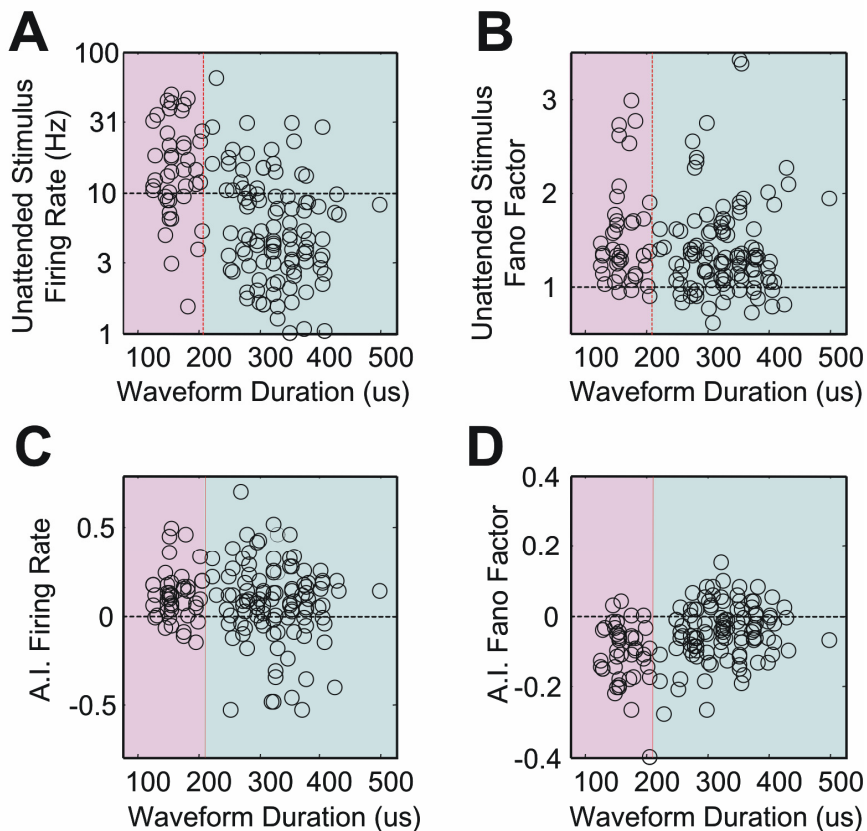 A
Unattended Stimulus
Firing Rate (Hz)
100
31
10
3
1
100 200 300 400 500
Waveform Duration (us)
B
Unattended Stimulus
Fano Factor
3
2
1
100 200 300 400 500
Waveform Duration (us)
C
A.I. Firing Rate
0.5
0
-0.5
100 200 300 400 500
Waveform Duration (us)
D
A.I. Fano Factor
0.4
0.2
0
-0.2
-0.4
100 200 300 400 500
Waveform Duration (us)